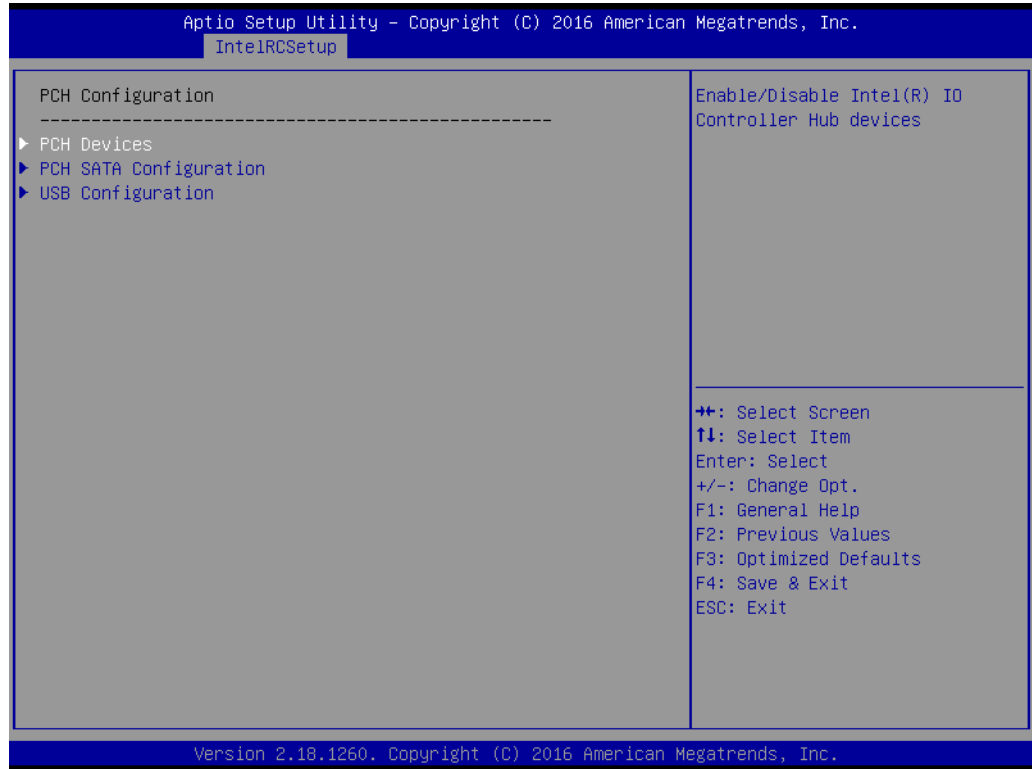 Aptio Setup Utility – Copyright (C) 2016 American Megatrends, Inc.
IntelRCSetup
PCH Configuration
---------------------------------------------------
PCH Devices
PCH SATA Configuration
USB Configuration
Enable/Disable Intel(R) IO
Controller Hub devices
→←: Select Screen
↑↓: Select Item
Enter: Select
+/-: Change Opt.
F1: General Help
F2: Previous Values
F3: Optimized Defaults
F4: Save & Exit
ESC: Exit
Version 2.18.1260. Copyright (C) 2016 American Megatrends, Inc.